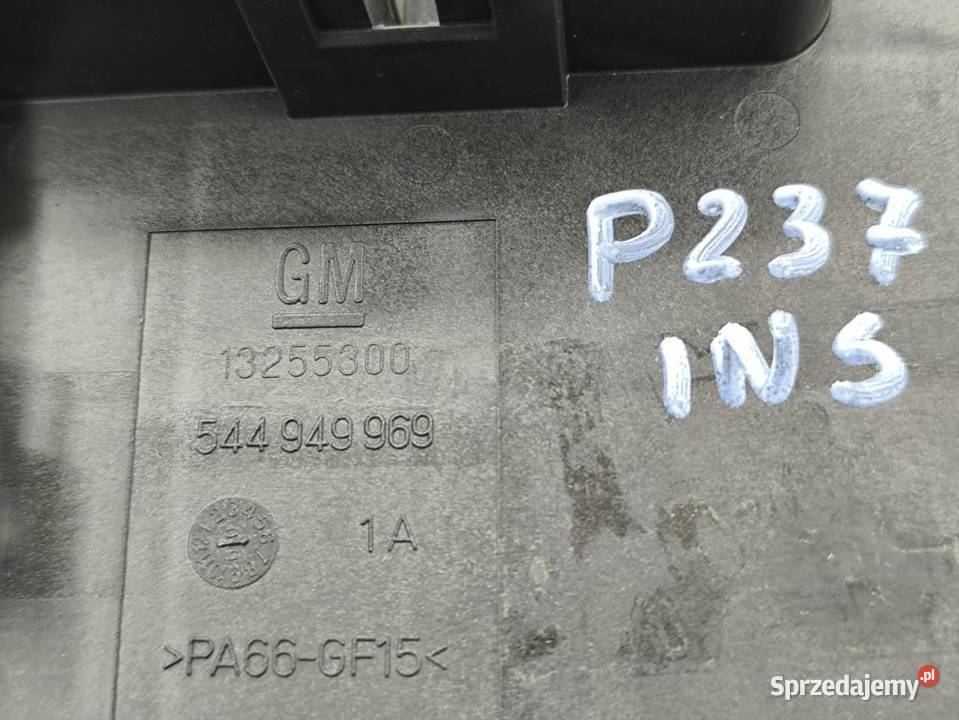 GM
13255300
544 949 969
1A
>PA66-GF15<
P237
INS
Sprzedajemy.pl